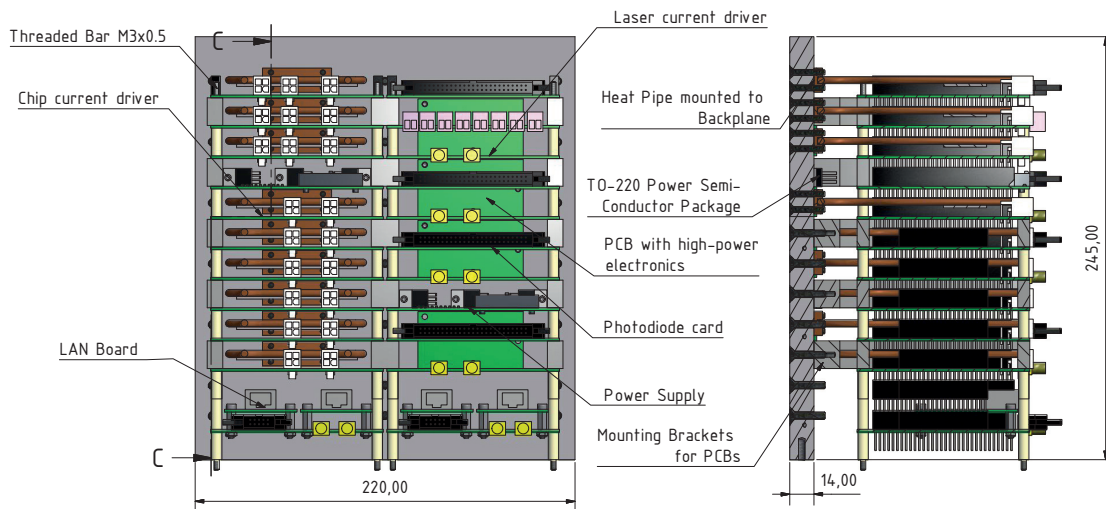 C
Threaded Bar M3x0.5
Chip current driver
LAN Board
C
220,00
Laser current driver
Heat Pipe mounted to
Backplane
TO-220 Power Semi-
Conductor Package
PCB with high-power
electronics
Photodiode card
Power Supply
Mounting Brackets
for PCBs
14,00
245,00